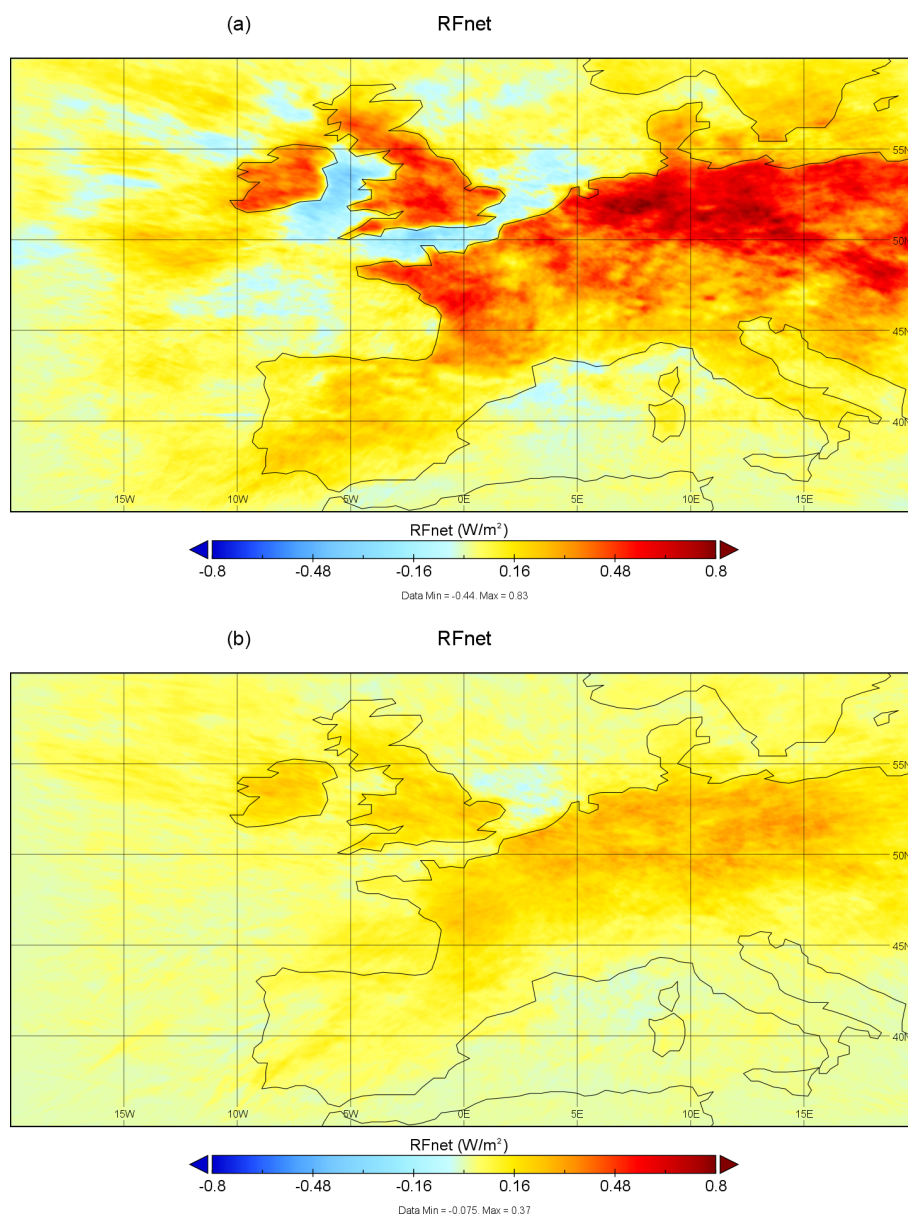 (a) RFnet
55N
50N
45N
40N
15W 10W 5W 0E 5E 10E 15E
RFnet (W/m²)
-0.8 -0.48 -0.16 0.16 0.48 0.8
Data Min = -0.44. Max = 0.83
(b) RFnet
55N
50N
45N
40N
15W 10W 5W 0E 5E 10E 15E
RFnet (W/m²)
-0.8 -0.48 -0.16 0.16 0.48 0.8
Data Min = -0.075. Max = 0.37